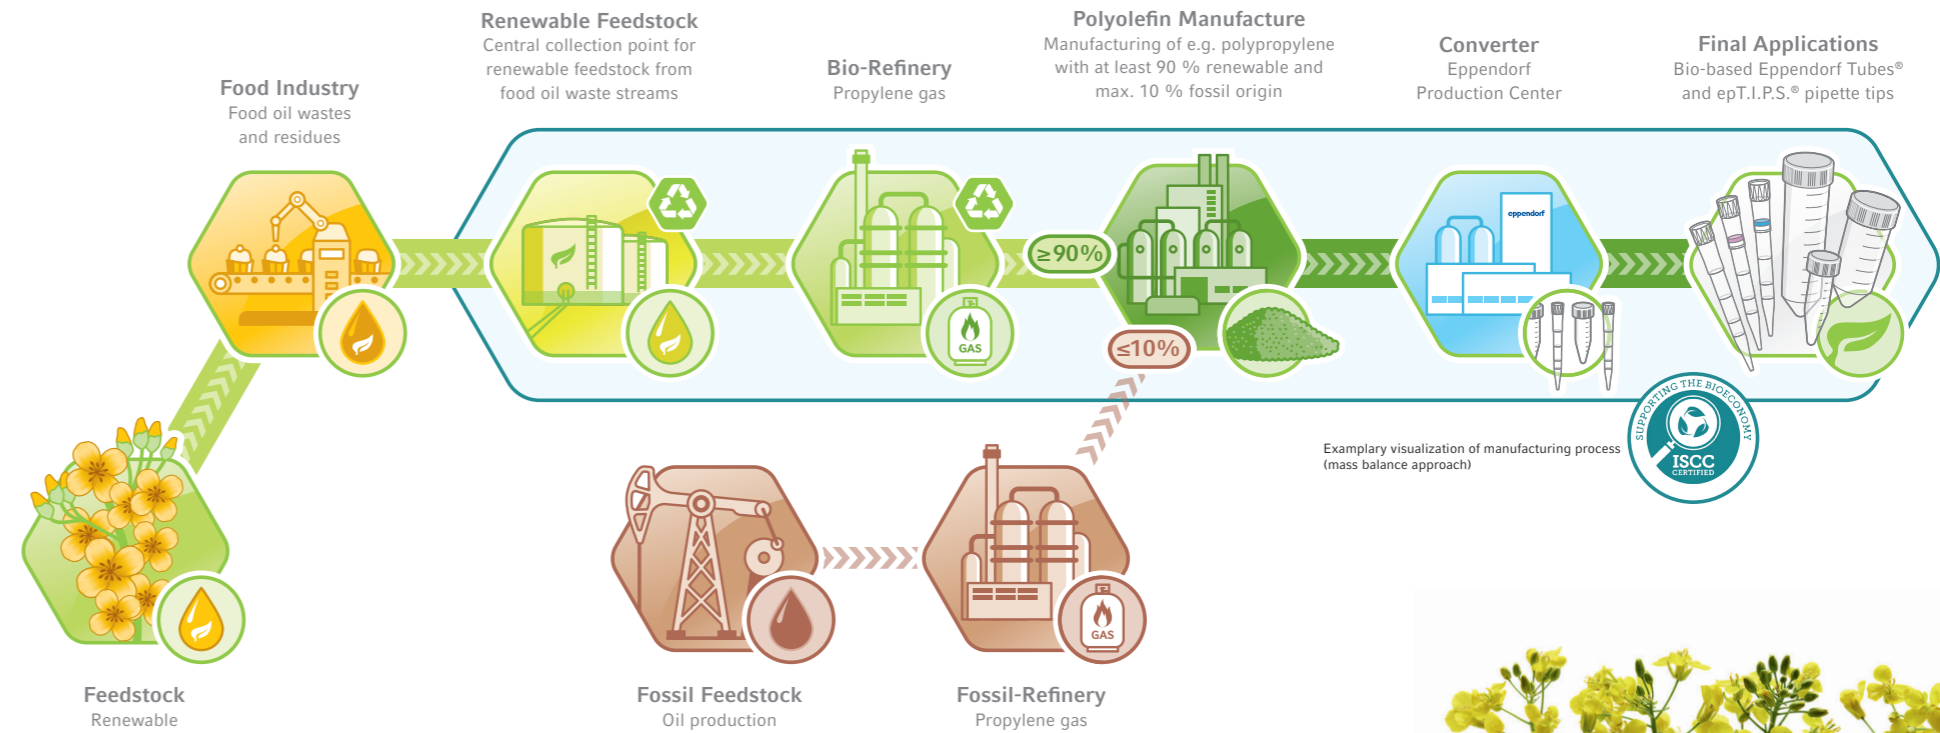 Renewable Feedstock
Central collection point for
renewable feedstock from
food oil waste streams
Polyolefin Manufacture
Manufacturing of e.g. polypropylene
with at least 90 % renewable and
max. 10 % fossil origin
Bio-Refinery
Propylene gas
Converter
Eppendorf
Production Center
Final Applications
Bio-based Eppendorf Tubes®
and epT.I.P.S.® pipette tips
Food Industry
Food oil wastes
and residues
eppendorf
≥90%
≤10%
GAS
Examplary visualization of manufacturing process
(mass balance approach)
SUPPORTING THE BIOECONOMY
ISCC
CERTIFIED
GAS
Feedstock
Renewable
Fossil Feedstock
Oil production
Fossil-Refinery
Propylene gas